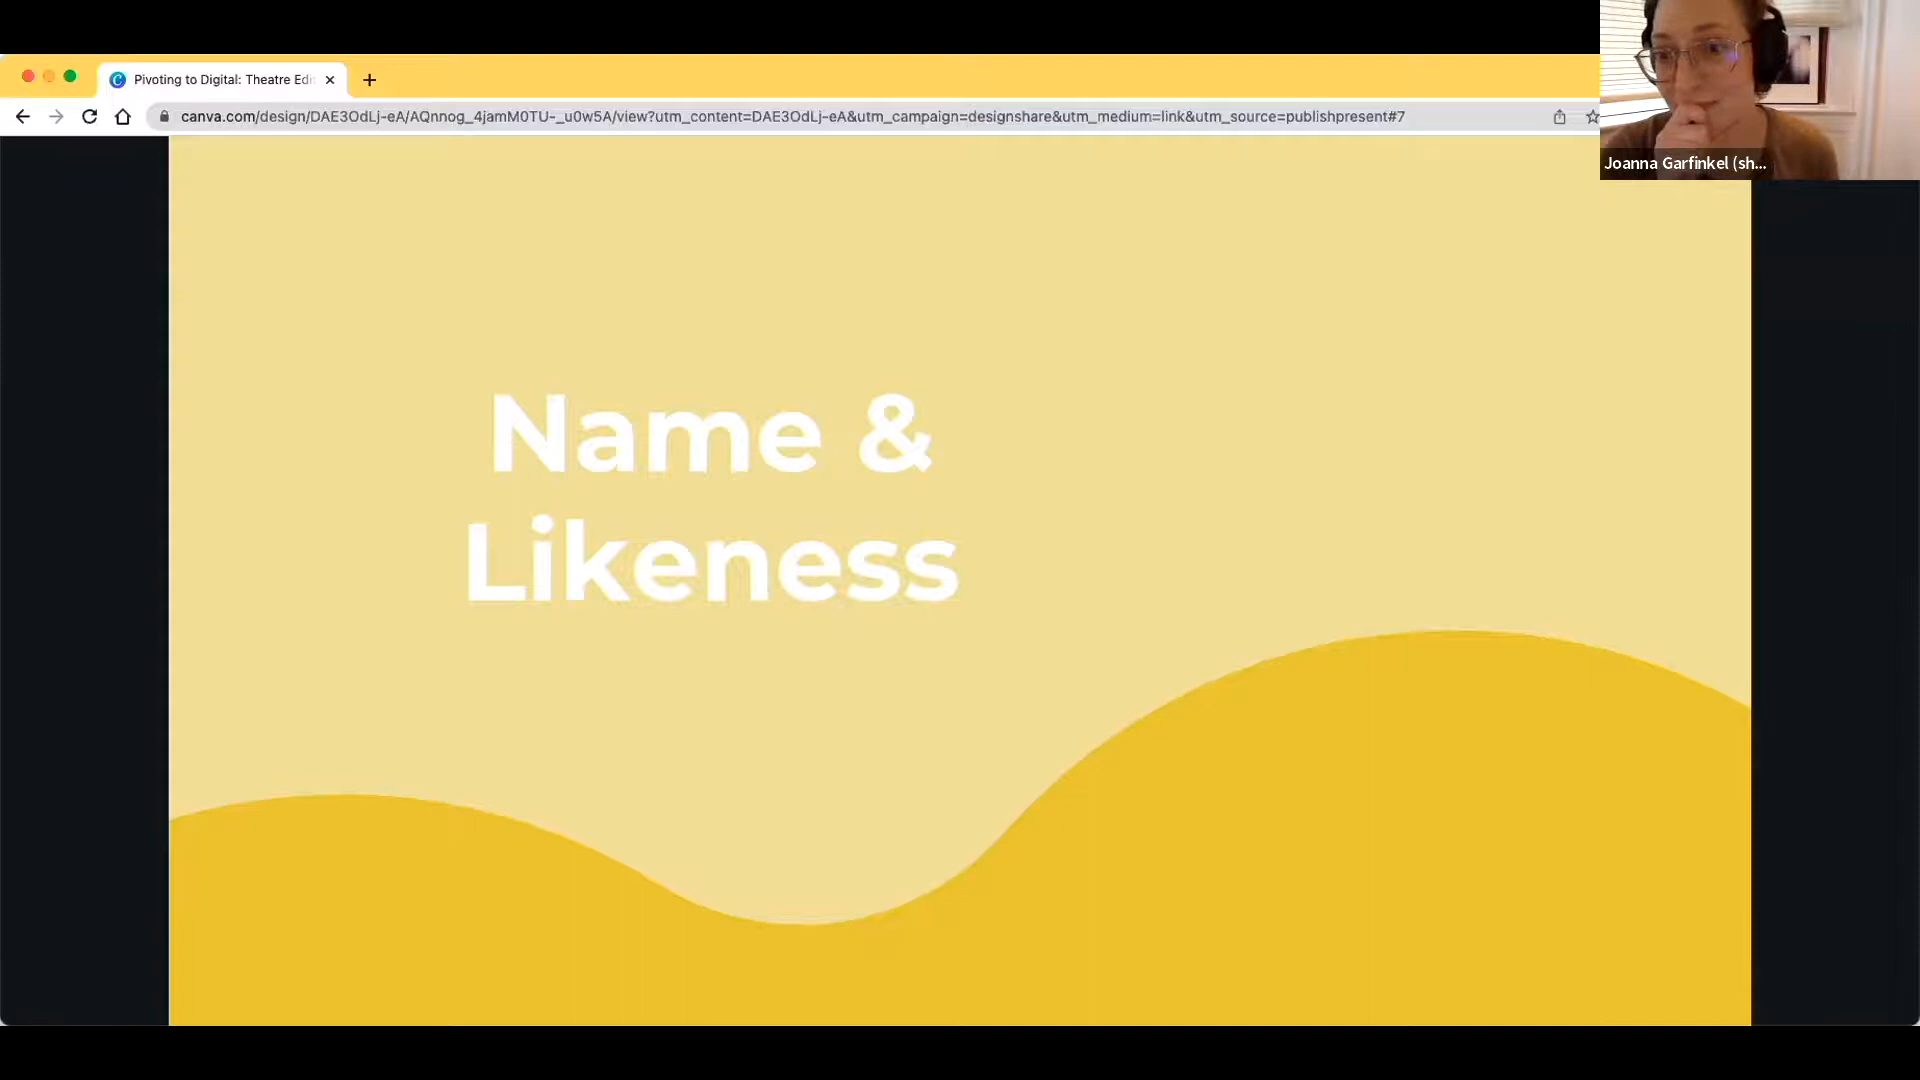 Pivoting to Digital: Theatre Edi
canva.com/design/DAE3OdLj-eA/AQnnog_4jamM0TU-_u0w5A/view?utm_content=DAE3OdLj-eA&utm_campaign=designshare&utm_medium=link&utm_source=publishpresent#7
Joanna Garfinkel (sh...
Name &
Likeness